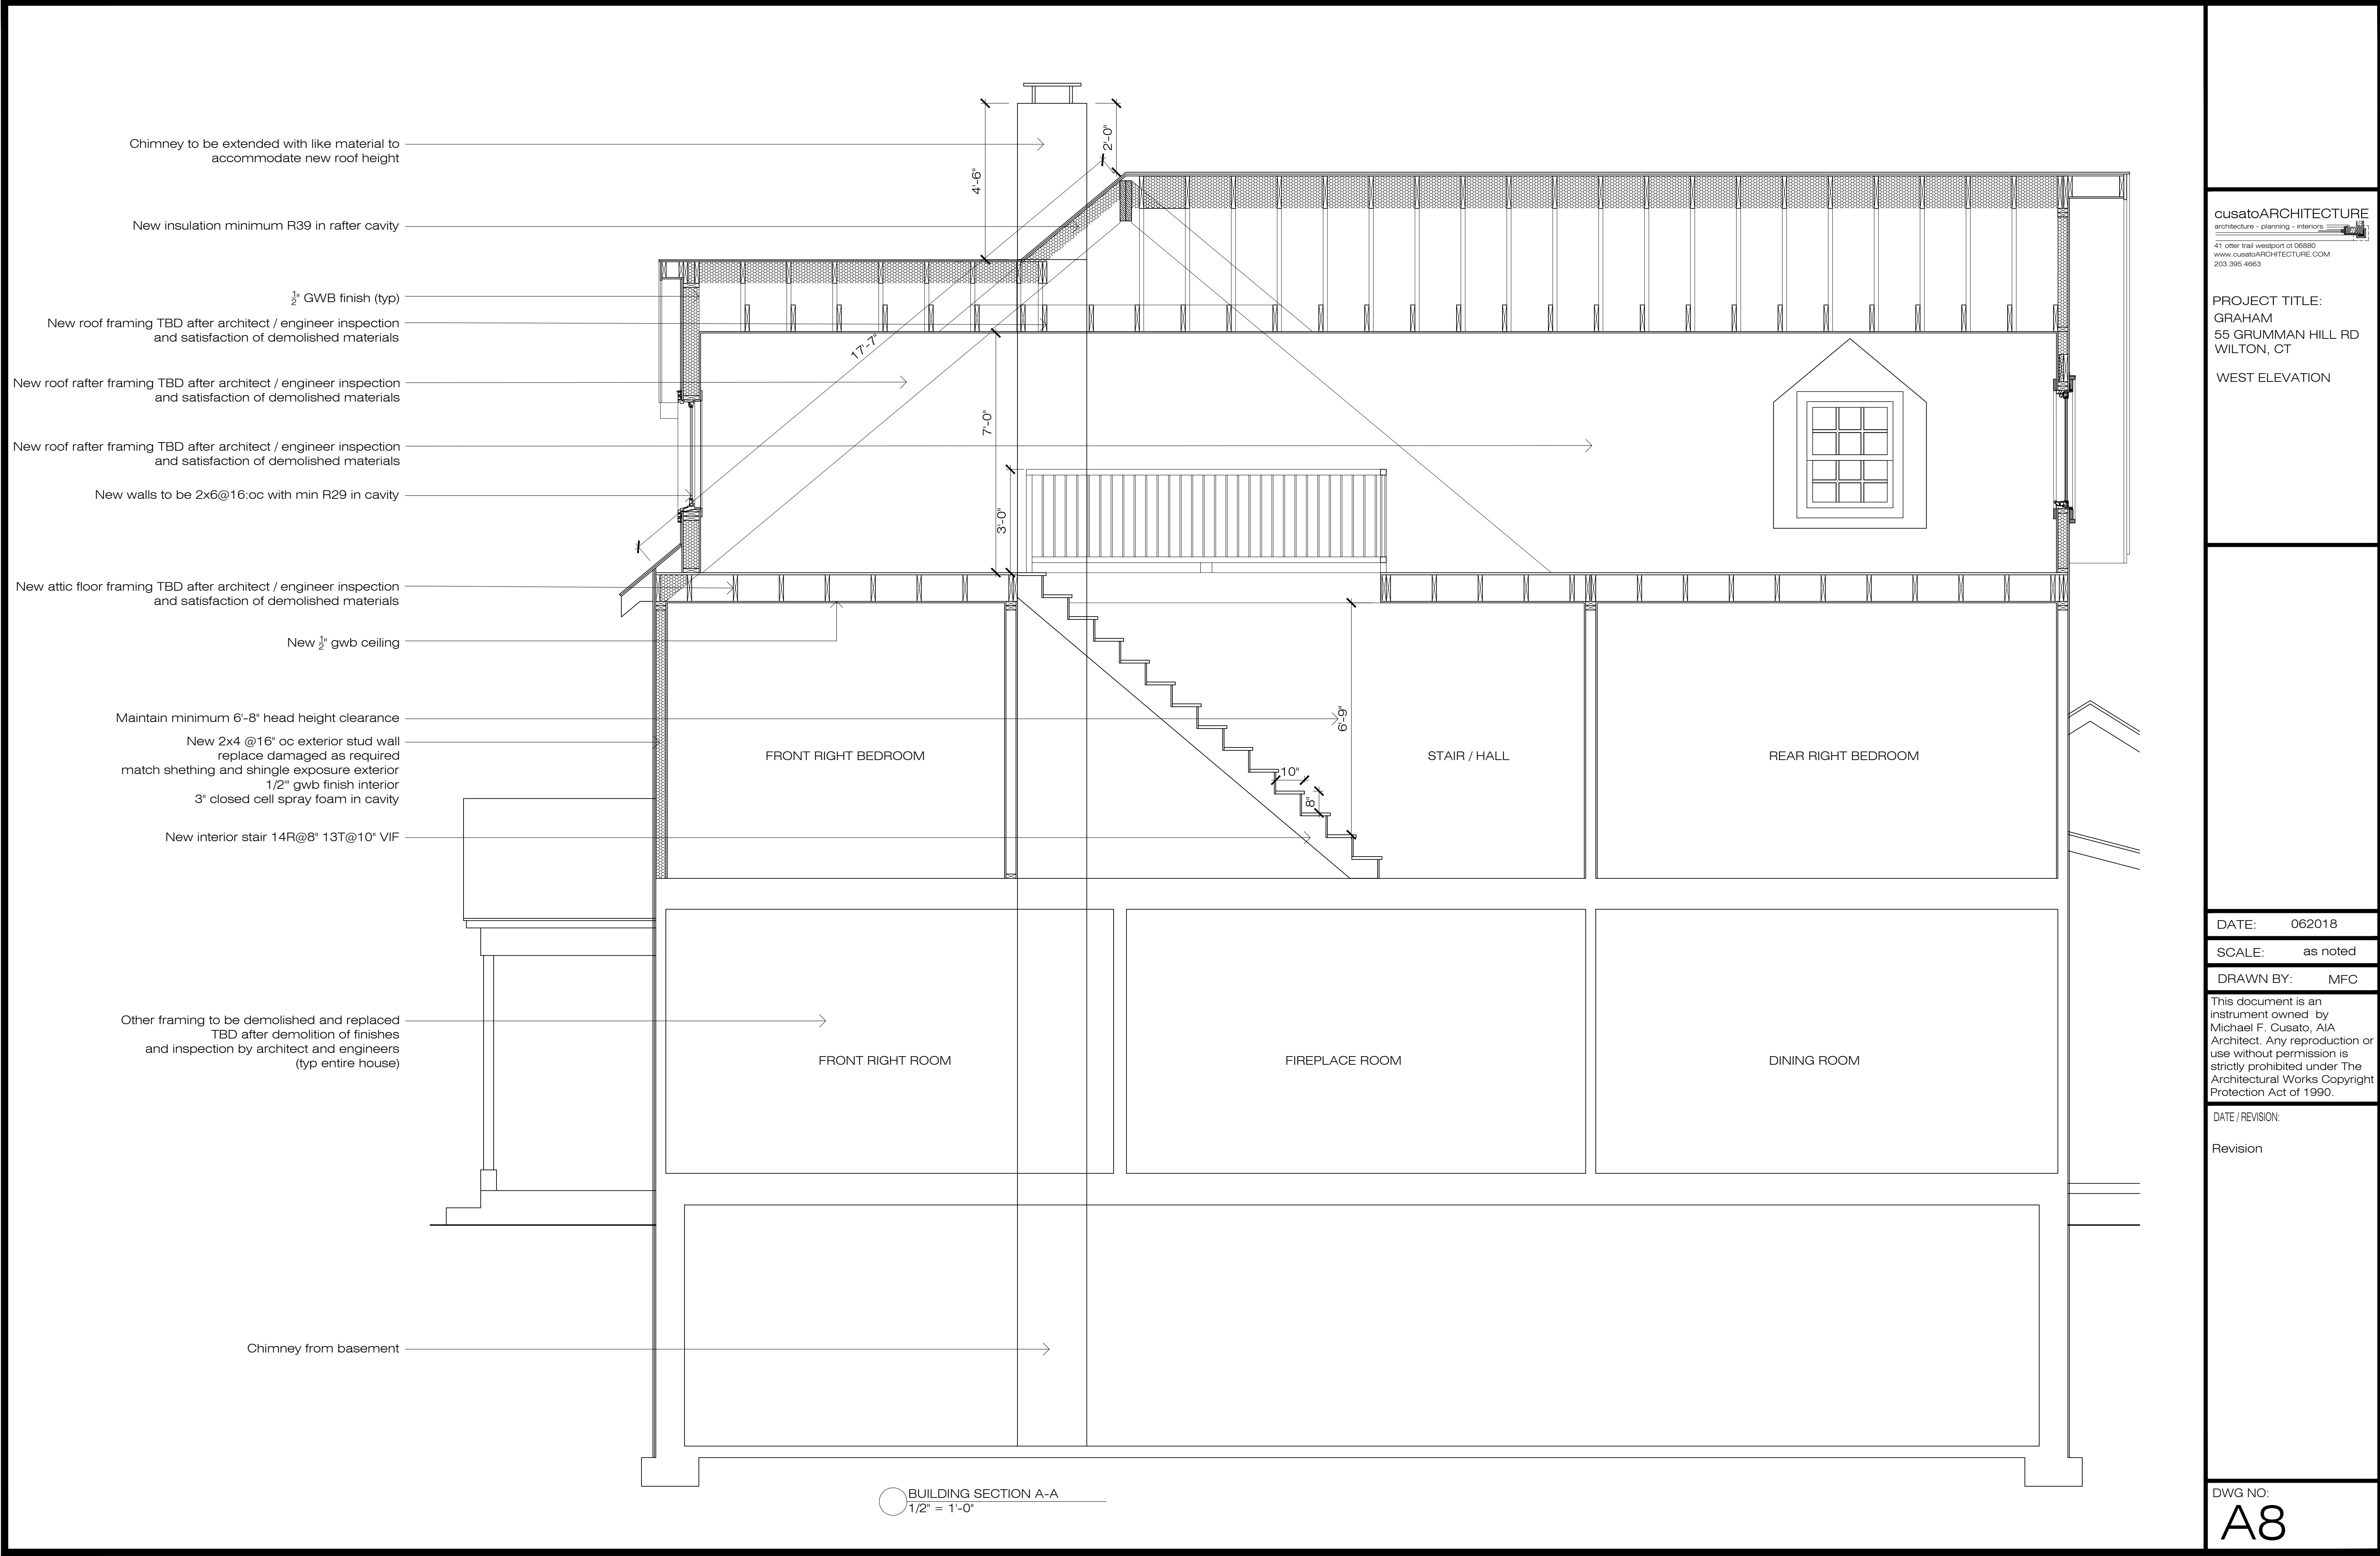 Chimney to be extended with like material to
accommodate new roof height
New insulation minimum R39 in rafter cavity
1/2" GWB finish (typ)
New roof framing TBD after architect / engineer inspection
and satisfaction of demolished materials
New roof rafter framing TBD after architect / engineer inspection
and satisfaction of demolished materials
New roof rafter framing TBD after architect / engineer inspection
and satisfaction of demolished materials
New walls to be 2x6@16:oc with min R29 in cavity
New attic floor framing TBD after architect / engineer inspection
and satisfaction of demolished materials
New 1/2" gwb ceiling
Maintain minimum 6'-8" head height clearance
New 2x4 @16" oc exterior stud wall
replace damaged as required
match shething and shingle exposure exterior
1/2" gwb finish interior
3" closed cell spray foam in cavity
New interior stair 14R@8" 13T@10" VIF
Other framing to be demolished and replaced
TBD after demolition of finishes
and inspection by architect and engineers
(typ entire house)
Chimney from basement
4'-6"
2'-0"
17'-7"
7'-0"
3'-0"
6'-9"
10"
8"
FRONT RIGHT BEDROOM
STAIR / HALL
REAR RIGHT BEDROOM
FRONT RIGHT ROOM
FIREPLACE ROOM
DINING ROOM
BUILDING SECTION A-A
1/2" = 1'-0"
cusatoARCHITECTURE
architecture - planning - interiors
41 otter trail westport ct 06880
www.cusatoARCHITECTURE.COM
203.395.4663
PROJECT TITLE:
GRAHAM
55 GRUMMAN HILL RD
WILTON, CT
WEST ELEVATION
DATE: 062018
SCALE: as noted
DRAWN BY: MFC
This document is an
instrument owned by
Michael F. Cusato, AIA
Architect. Any reproduction or
use without permission is
strictly prohibited under The
Architectural Works Copyright
Protection Act of 1990.
DATE / REVISION:
Revision
DWG NO:
A8